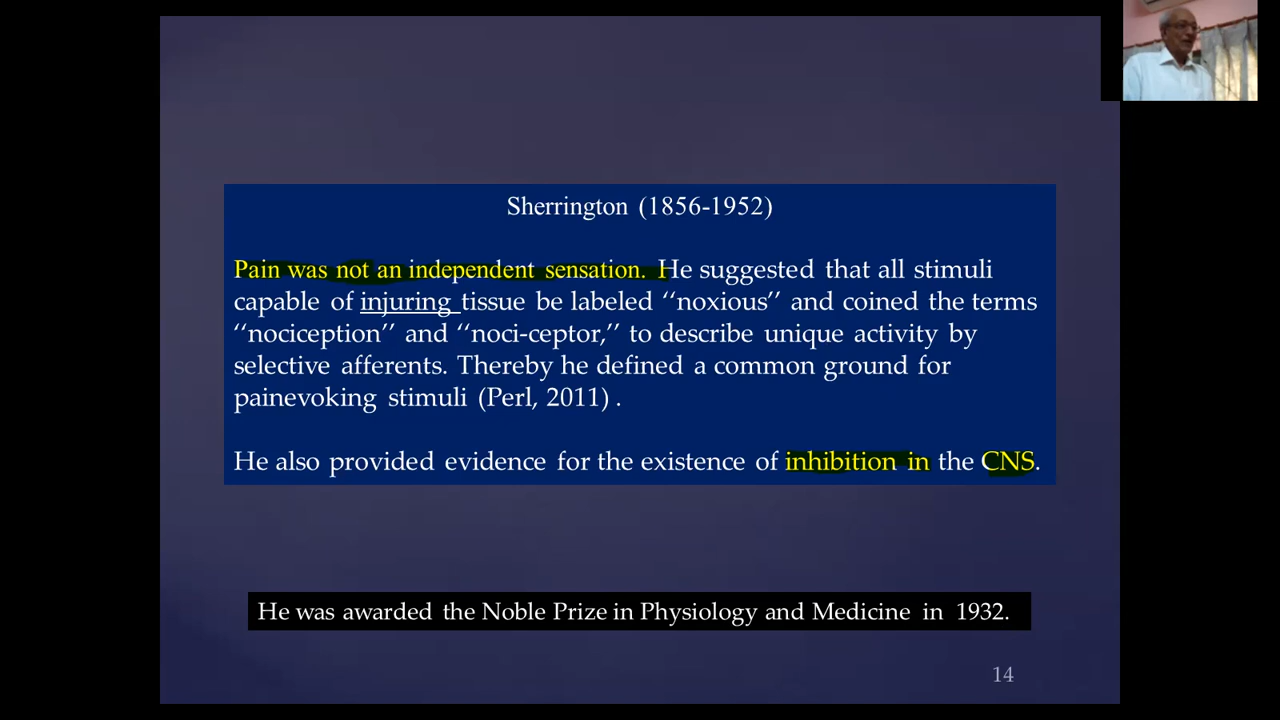 Sherrington (1856-1952)
Pain was not an independent sensation. He suggested that all stimuli
capable of injuring tissue be labeled ‘‘noxious’’ and coined the terms
‘‘nociception’’ and ‘‘noci-ceptor,’’ to describe unique activity by
selective afferents. Thereby he defined a common ground for
painevoking stimuli (Perl, 2011) .
He also provided evidence for the existence of inhibition in the CNS.
He was awarded the Noble Prize in Physiology and Medicine in 1932.
14